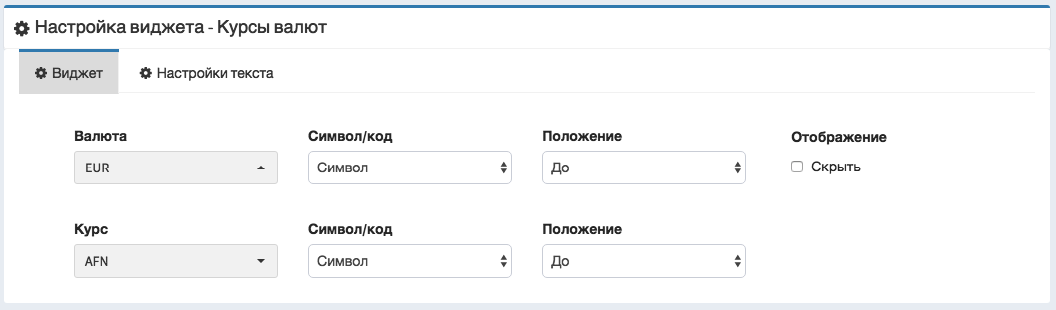 Настройка виджета - Курсы валют
Виджет Настройки текста
Валюта Символ/код Положение Отображение
EUR Символ До Скрыть
Курс Символ/код Положение
AFN Символ До